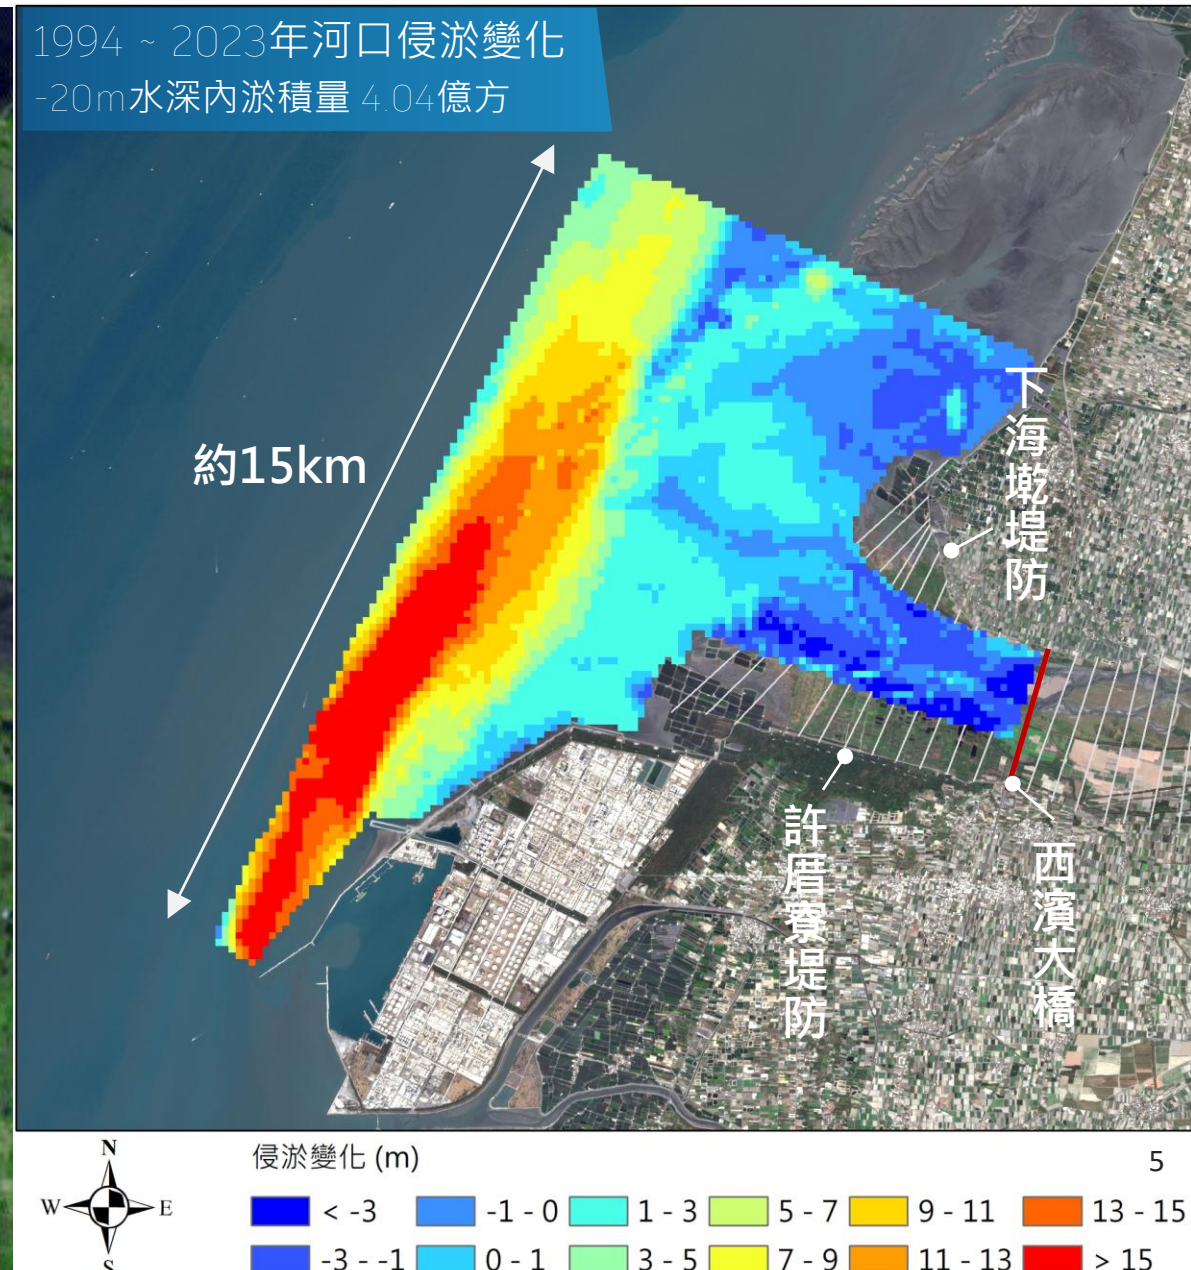 1994 ~ 2023年河口侵淤變化
-20m水深內淤積量 4.04億方
約15km
下海墘堤防
許厝寮堤防
西濱大橋
侵淤變化 (m)
5
N
W
E
S
< -3
-1 - 0
1 - 3
5 - 7
9 - 11
13 - 15
-3 - -1
0 - 1
3 - 5
7 - 9
11 - 13
> 15